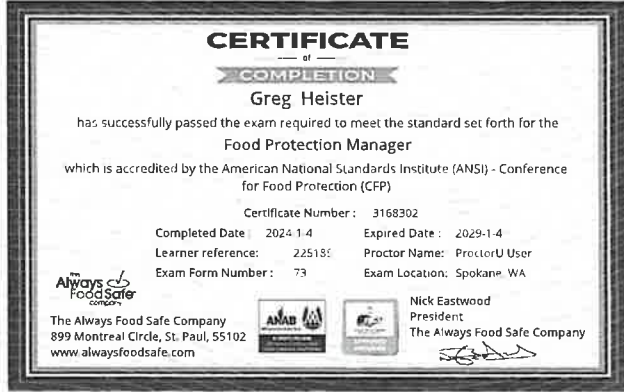 CERTIFICATE
of
COMPLETION
Greg Heister
has successfully passed the exam required to meet the standard set forth for the
Food Protection Manager
which is accredited by the American National Standards Institute (ANSI) - Conference
for Food Protection (CFP)
Certificate Number : 3168302
Completed Date : 2024-1-4 Expired Date : 2029-1-4
Learner reference: Proctor Name: ProctorU User
Exam Form Number : 73 Exam Location: Spokane, WA
The
Always
Food Safe
company
ANAB
The Always Food Safe Company
899 Montreal Circle, St. Paul, 55102
www.alwaysfoodsafe.com
Nick Eastwood
President
The Always Food Safe Company